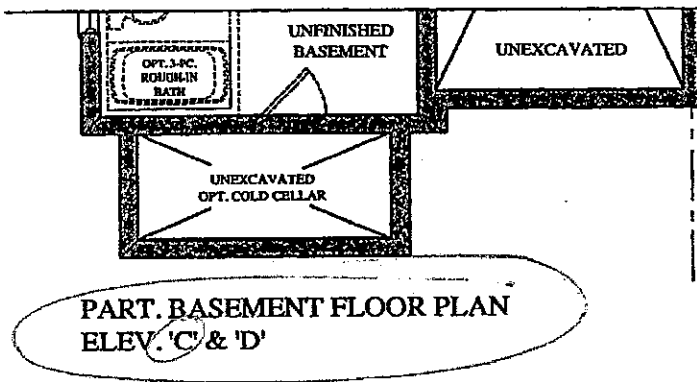 UNFINISHED
BASEMENT
UNEXCAVATED
OPT. 3-PC.
ROUGH-IN
BATH
UNEXCAVATED
OPT. COLD CELLAR
PART. BASEMENT FLOOR PLAN
ELEV. 'C' & 'D'